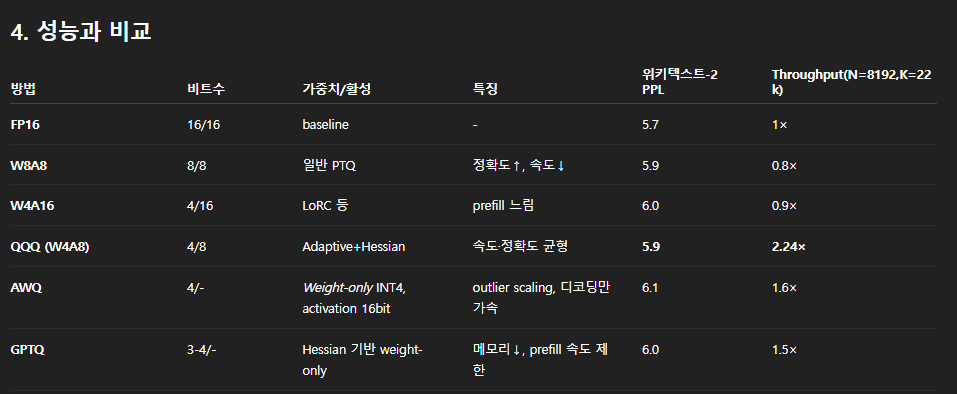 4. 성능과 비교
방법 비트수 가중치/활성 특징 위키텍스트-2 PPL Throughput(N=8192,K=22k)
FP16 16/16 baseline - 5.7 1×
W8A8 8/8 일반 PTQ 정확도↑, 속도↓ 5.9 0.8×
W4A16 4/16 LoRC 등 prefill 느림 6.0 0.9×
QQQ (W4A8) 4/8 Adaptive+Hessian 속도·정확도 균형 5.9 2.24×
AWQ 4/- Weight-only INT4, activation 16bit outlier scaling, 디코딩만 가속 6.1 1.6×
GPTQ 3-4/- Hessian 기반 weight-only 메모리↓, prefill 속도 제한 6.0 1.5×